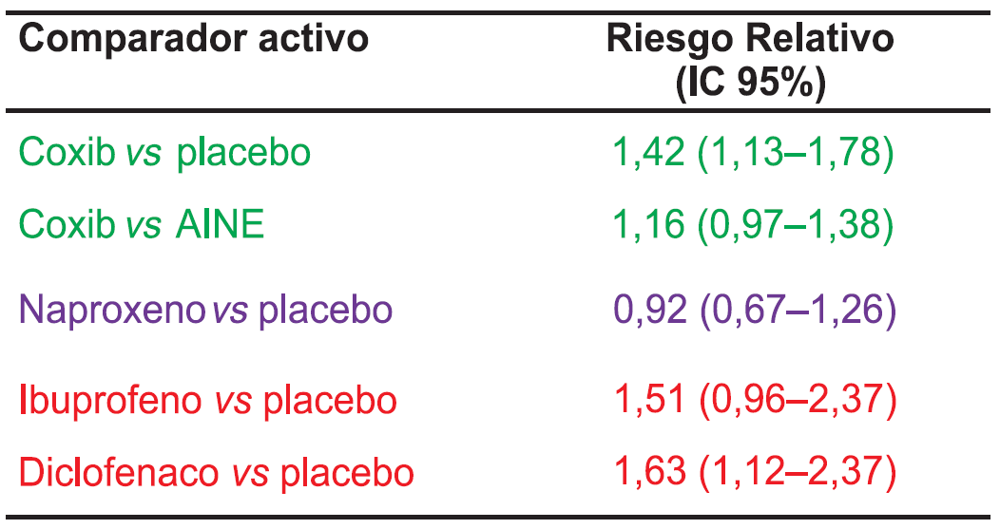 Comparador activo Riesgo Relativo
(IC 95%)
Coxib vs placebo 1,42 (1,13–1,78)
Coxib vs AINE 1,16 (0,97–1,38)
Naproxeno vs placebo 0,92 (0,67–1,26)
Ibuprofeno vs placebo 1,51 (0,96–2,37)
Diclofenaco vs placebo 1,63 (1,12–2,37)